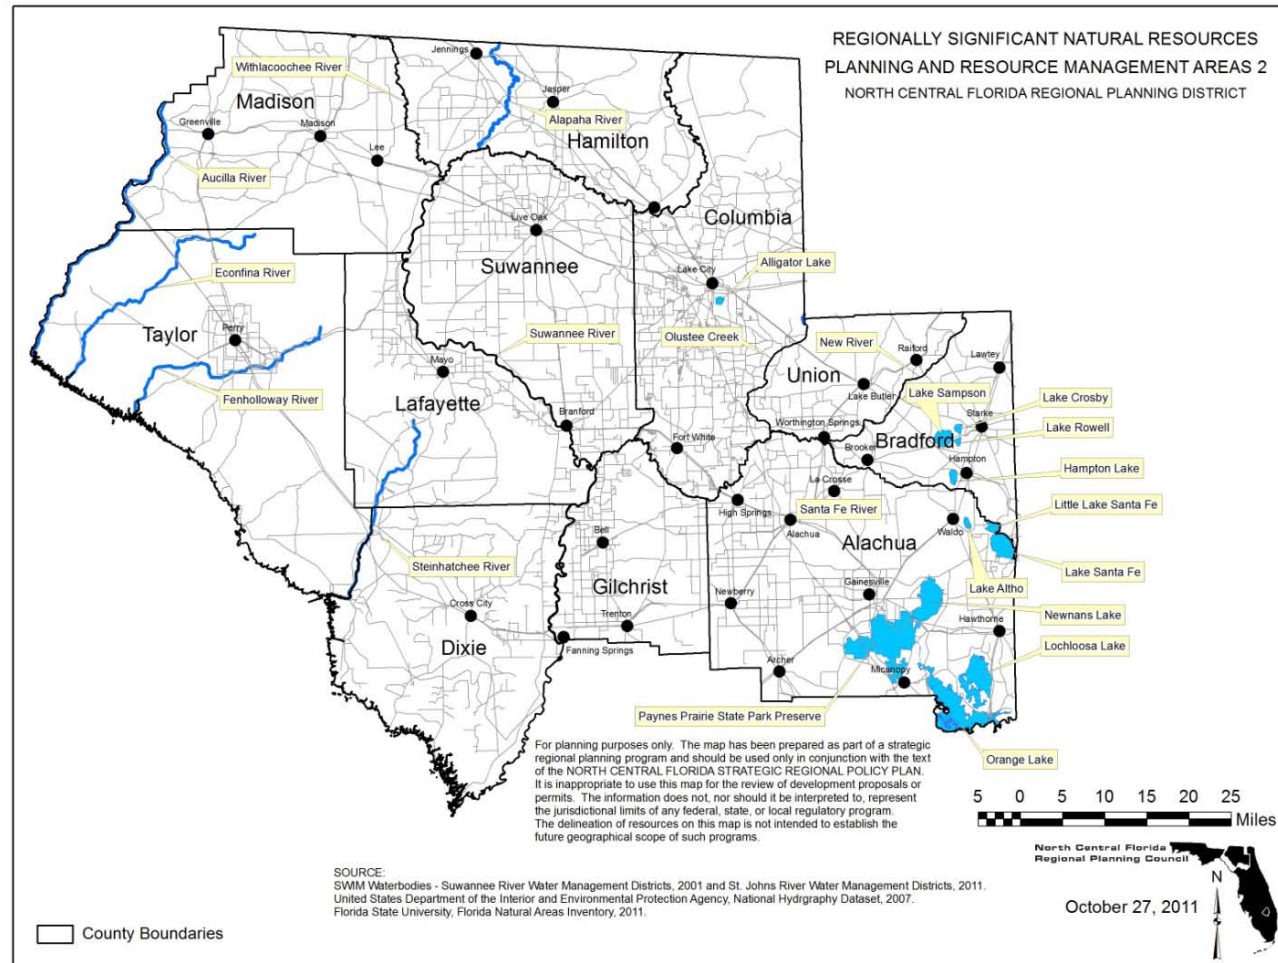 REGIONALLY SIGNIFICANT NATURAL RESOURCES
PLANNING AND RESOURCE MANAGEMENT AREAS 2
NORTH CENTRAL FLORIDA REGIONAL PLANNING DISTRICT
Jennings
Withlacoochee River
Madison
Jasper
Greenville
Madison
Alapaha River
Lee
Hamilton
Aucilla River
Columbia
Live Oak
Suwannee
Lake City
Alligator Lake
Econfina River
Taylor
Perry
Suwannee River
Olustee Creek
New River
Raiford
Lawtey
Mayo
Union
Lake Butler
Lake Sampson
Lake Crosby
Fenholloway River
Lafayette
Branford
Worthington Springs
Starke
Lake Rowell
Fort White
Brooker
Bradford
Hampton
Hampton Lake
La Crosse
High Springs
Santa Fe River
Little Lake Santa Fe
Alachua
Waldo
Bell
Alachua
Steinhatchee River
Lake Santa Fe
Gilchrist
Gainesville
Lake Altho
Newberry
Cross City
Trenton
Newnans Lake
Hawthorne
Dixie
Fanning Springs
Lochloosa Lake
Archer
Micanopy
Paynes Prairie State Park Preserve
Orange Lake
For planning purposes only. The map has been prepared as part of a strategic
regional planning program and should be used only in conjunction with the text
of the NORTH CENTRAL FLORIDA STRATEGIC REGIONAL POLICY PLAN.
It is inappropriate to use this map for the review of development proposals or
permits. The information does not, nor should it be interpreted to, represent
the jurisdictional limits of any federal, state, or local regulatory program.
The delineation of resources on this map is not intended to establish the
future geographical scope of such programs.
5 0 5 10 15 20 25
Miles
North Central Florida
Regional Planning Council
N
October 27, 2011
SOURCE:
SWIM Waterbodies - Suwannee River Water Management Districts, 2001 and St. Johns River Water Management Districts, 2011.
United States Department of the Interior and Environmental Protection Agency, National Hydrgraphy Dataset, 2007.
Florida State University, Florida Natural Areas Inventory, 2011.
County Boundaries